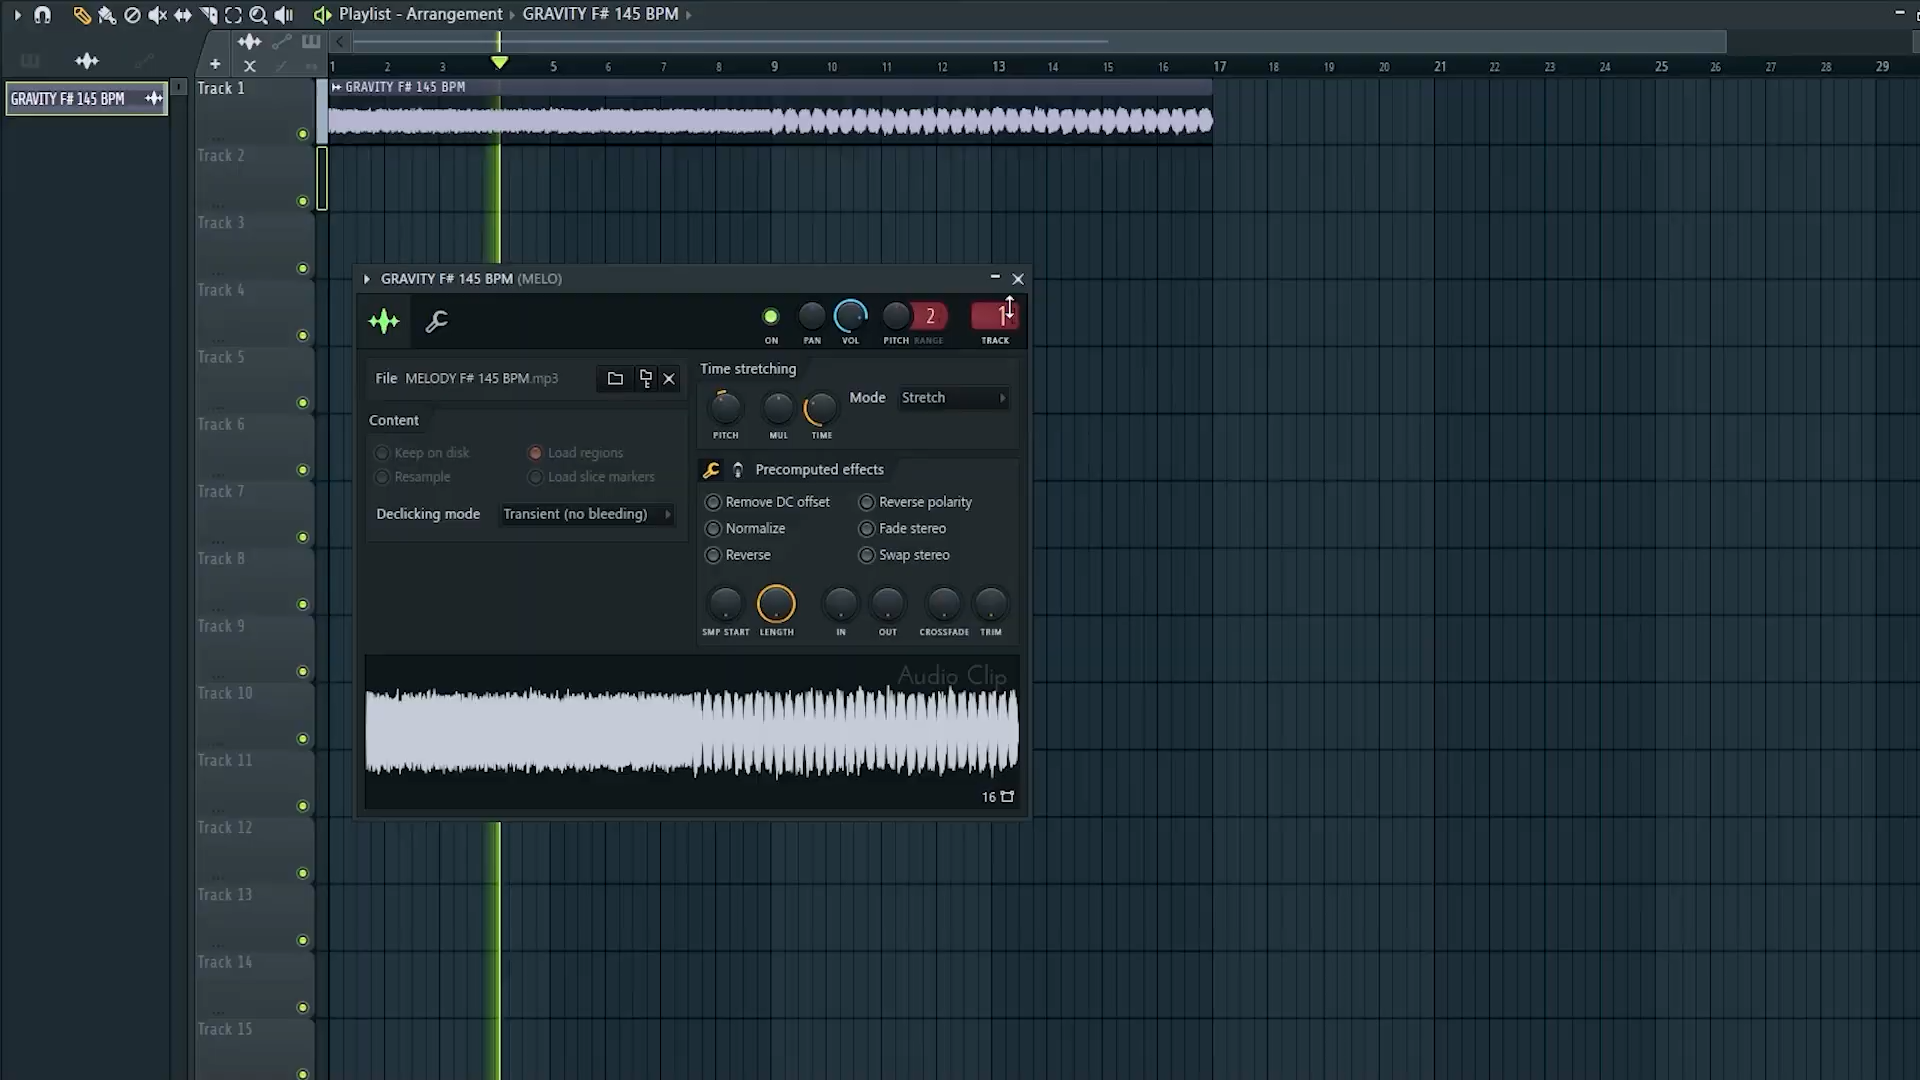 Playlist - Arrangement › GRAVITY F# 145 BPM ›
1 2 3 5 6 7 8 9 10 11 12 13 14 15 16 17 18 19 20 21 22 23 24 25 26 27 28 29
GRAVITY F# 145 BPM
Track 1
GRAVITY F# 145 BPM
Track 2
Track 3
Track 4
Track 5
Track 6
Track 7
Track 8
Track 9
Track 10
Track 11
Track 12
Track 13
Track 14
Track 15
GRAVITY F# 145 BPM (MELO)
2 1
ON PAN VOL PITCH RANGE TRACK
File MELODY F# 145 BPM.mp3
Content
Keep on disk Load regions
Resample Load slice markers
Declicking mode Transient (no bleeding)
Time stretching
Mode Stretch
PITCH MUL TIME
Precomputed effects
Remove DC offset Reverse polarity
Normalize Fade stereo
Reverse Swap stereo
SMP START LENGTH IN OUT CROSSFADE TRIM
Audio Clip
16